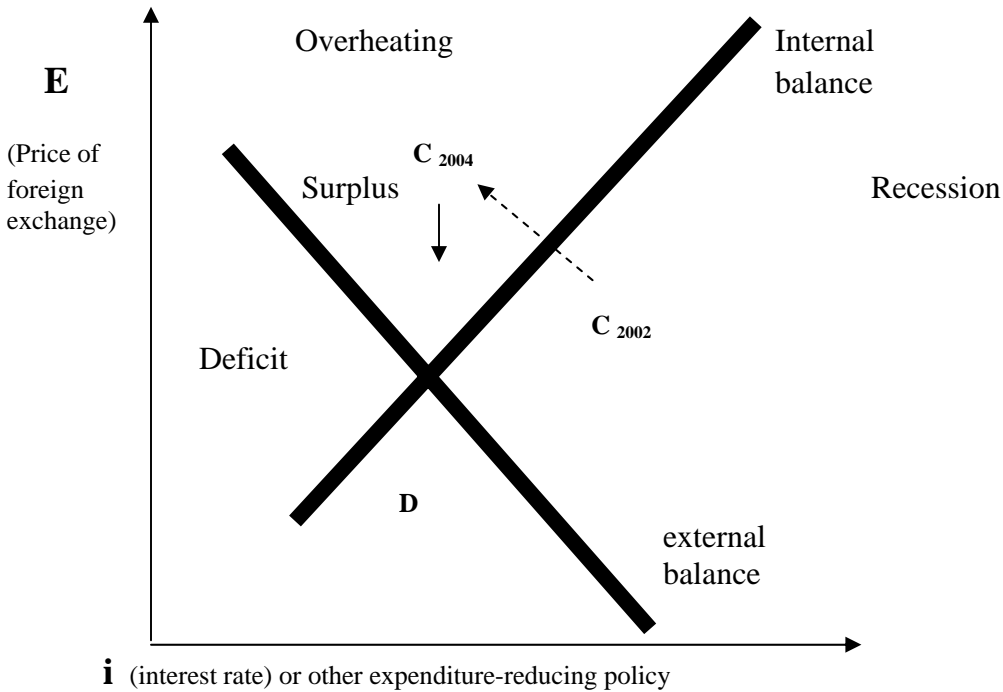 Overheating
Internal
balance
E
(Price of
foreign
exchange)
C 2004
Surplus
Recession
C 2002
Deficit
D
external
balance
i (interest rate) or other expenditure-reducing policy